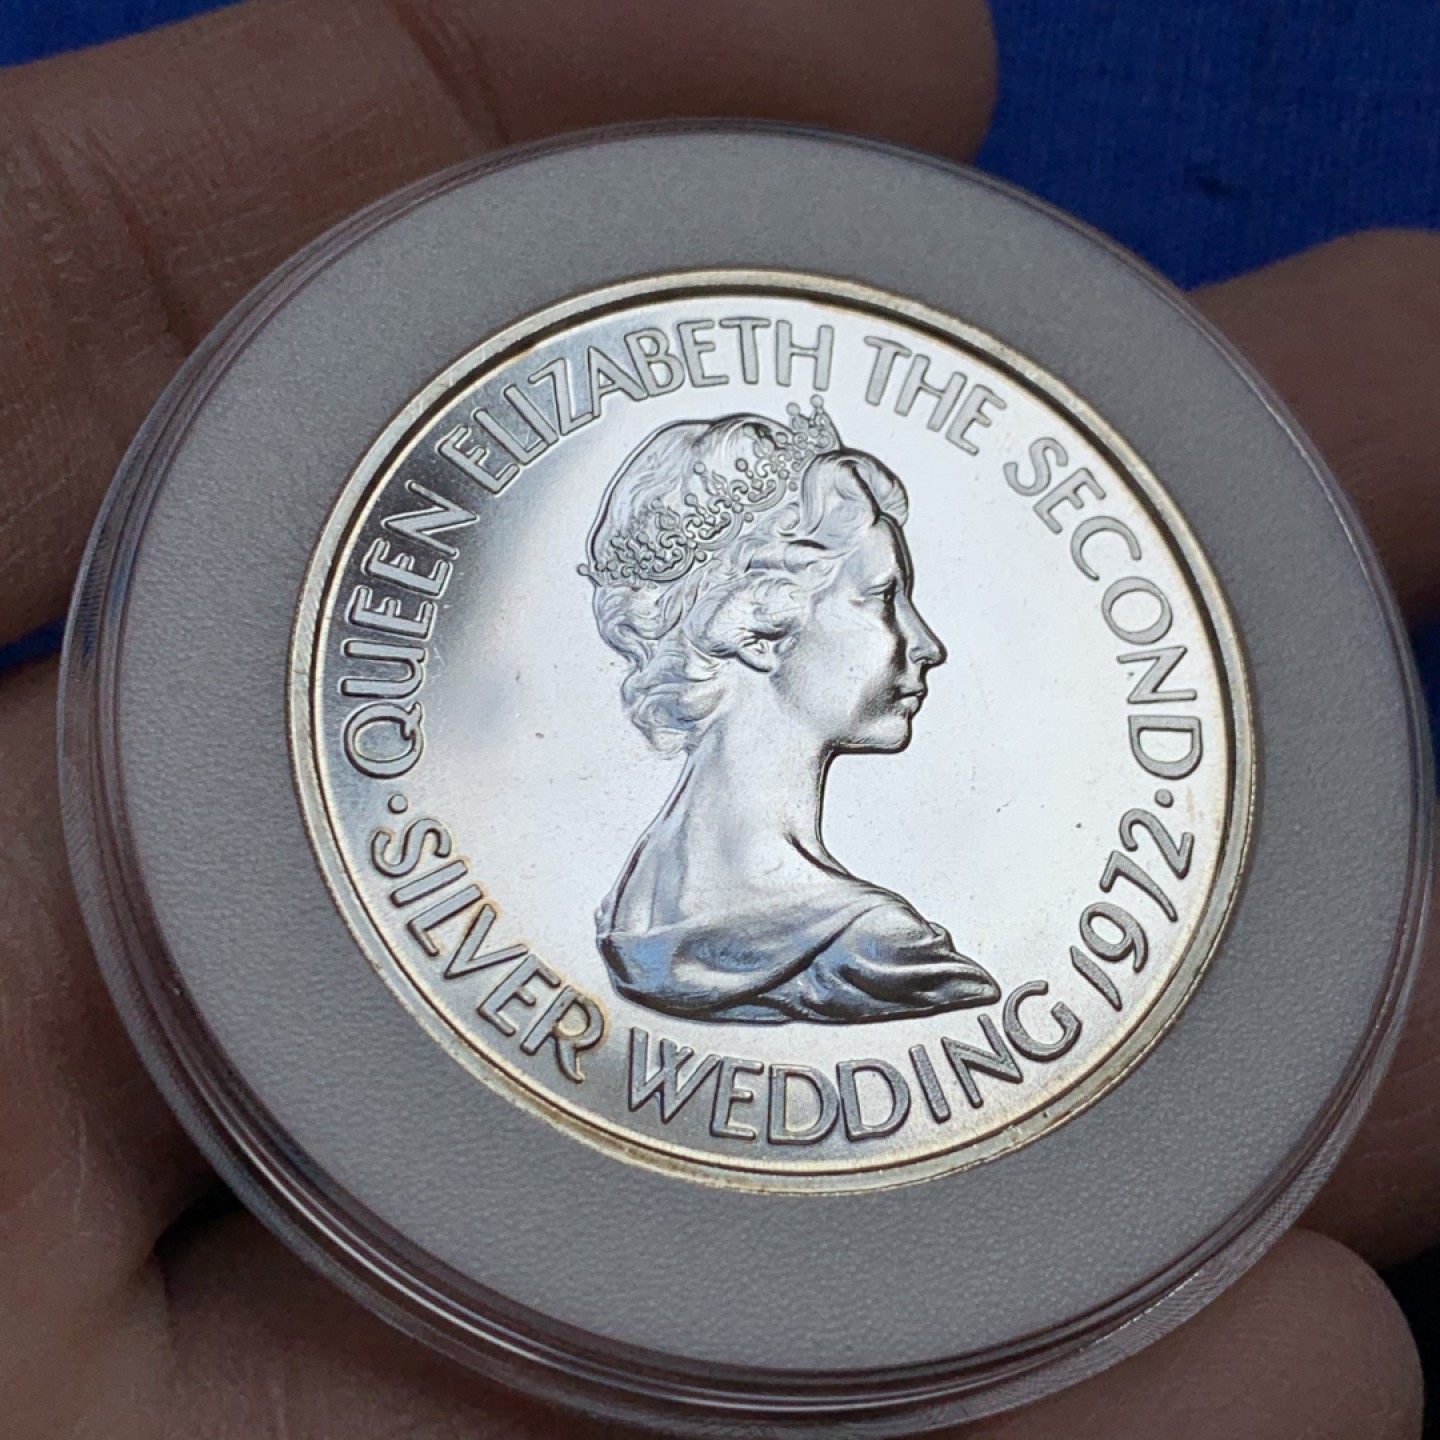 · QUEEN ELIZABETH THE SECOND ·
SILVER WEDDING 1972